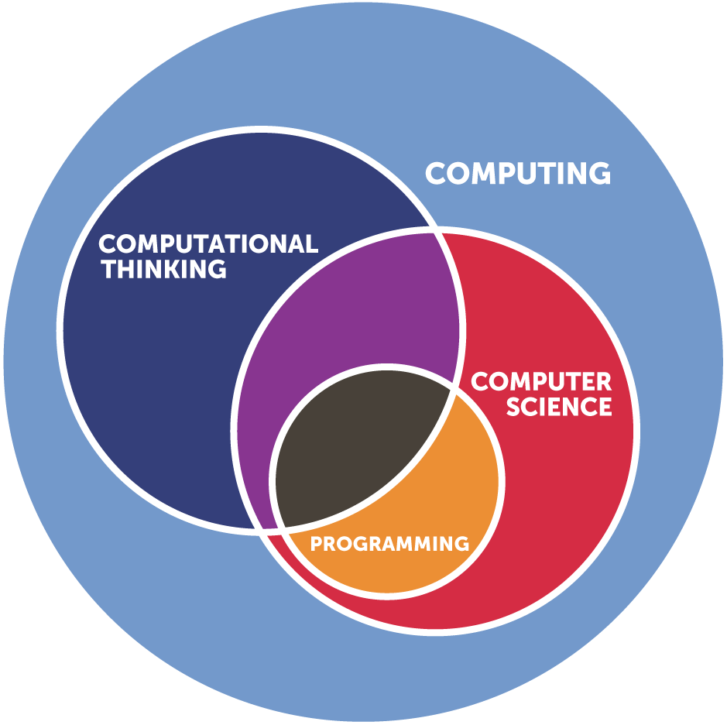 COMPUTING
COMPUTATIONAL
THINKING
COMPUTER
SCIENCE
PROGRAMMING